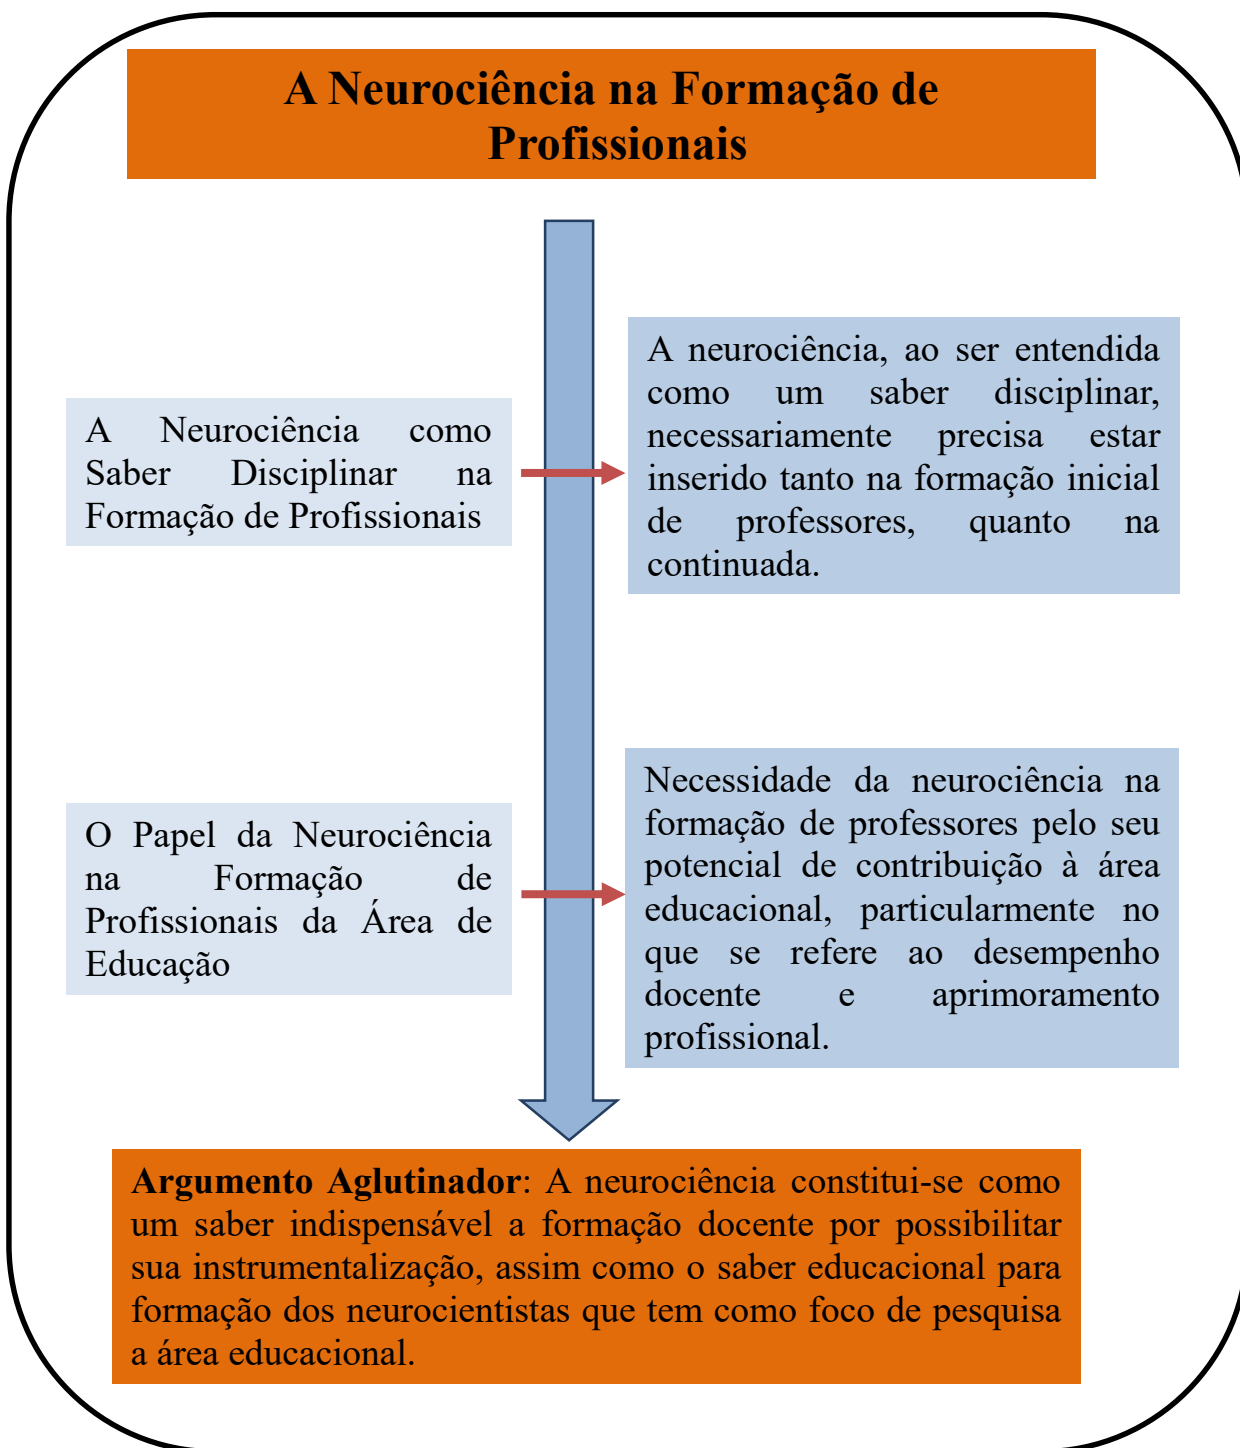 A Neurociência na Formação de
Profissionais
A Neurociência como
Saber Disciplinar na
Formação de Profissionais
A neurociência, ao ser entendida
como um saber disciplinar,
necessariamente precisa estar
inserido tanto na formação inicial
de professores, quanto na
continuada.
O Papel da Neurociência
na Formação de
Profissionais da Área de
Educação
Necessidade da neurociência na
formação de professores pelo seu
potencial de contribuição à área
educacional, particularmente no
que se refere ao desempenho
docente e aprimoramento
profissional.
Argumento Aglutinador: A neurociência constitui-se como
um saber indispensável a formação docente por possibilitar
sua instrumentalização, assim como o saber educacional para
formação dos neurocientistas que tem como foco de pesquisa
a área educacional.